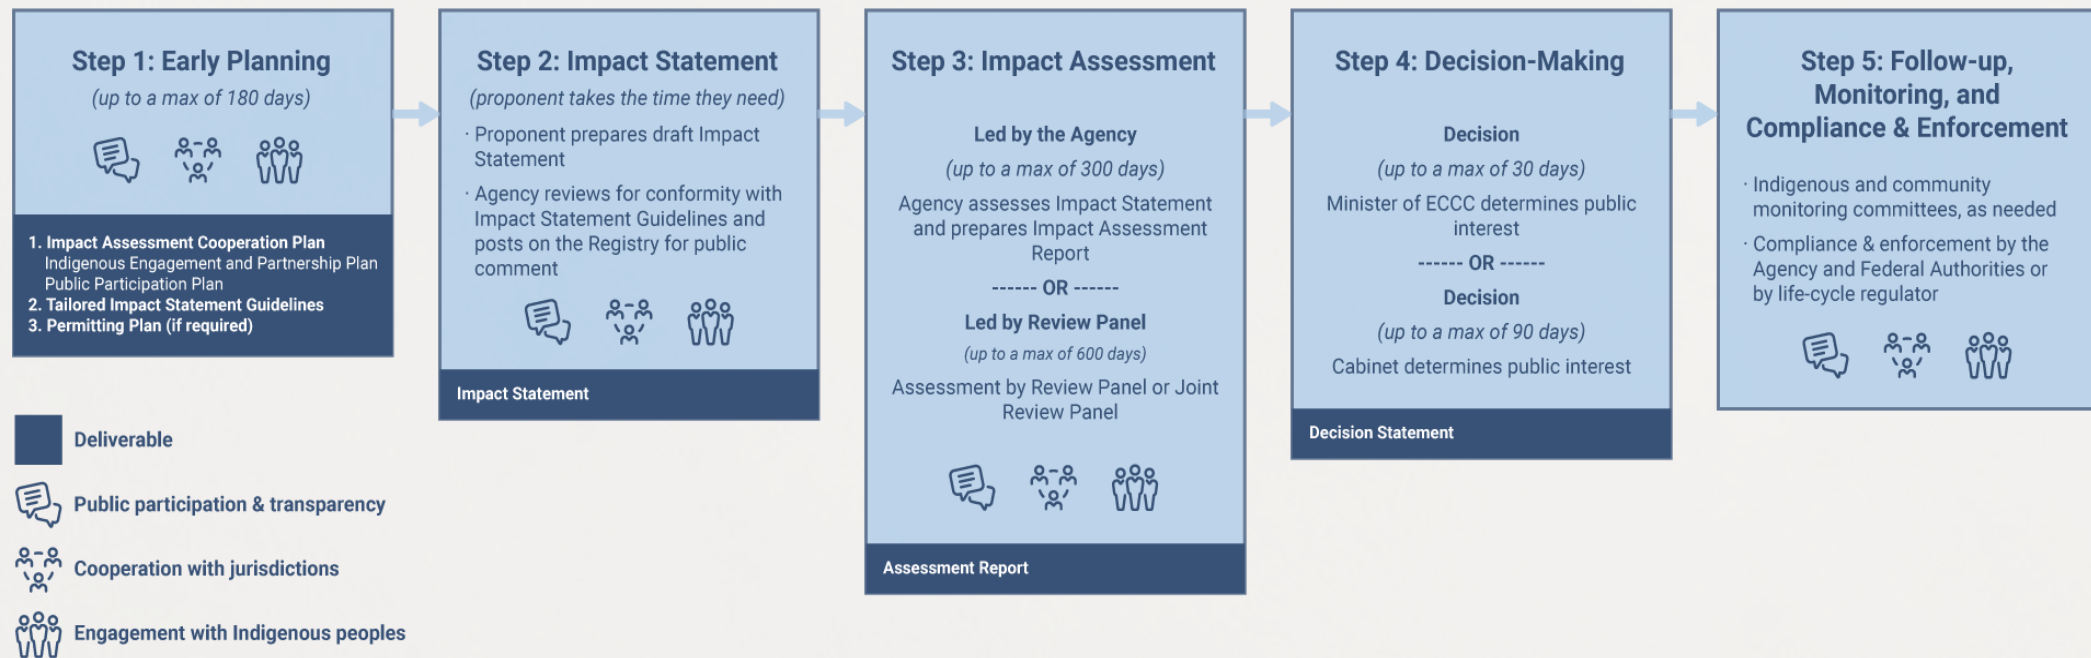 Step 1: Early Planning
(up to a max of 180 days)
1. Impact Assessment Cooperation Plan
Indigenous Engagement and Partnership Plan
Public Participation Plan
2. Tailored Impact Statement Guidelines
3. Permitting Plan (if required)
Step 2: Impact Statement
(proponent takes the time they need)
· Proponent prepares draft Impact
Statement
· Agency reviews for conformity with
Impact Statement Guidelines and
posts on the Registry for public
comment
Impact Statement
Step 3: Impact Assessment
Led by the Agency
(up to a max of 300 days)
Agency assesses Impact Statement
and prepares Impact Assessment
Report
------ OR ------
Led by Review Panel
(up to a max of 600 days)
Assessment by Review Panel or Joint
Review Panel
Assessment Report
Step 4: Decision-Making
Decision
(up to a max of 30 days)
Minister of ECCC determines public
interest
------ OR ------
Decision
(up to a max of 90 days)
Cabinet determines public interest
Decision Statement
Step 5: Follow-up,
Monitoring, and
Compliance & Enforcement
· Indigenous and community
monitoring committees, as needed
· Compliance & enforcement by the
Agency and Federal Authorities or
by life-cycle regulator
Deliverable
Public participation & transparency
Cooperation with jurisdictions
Engagement with Indigenous peoples